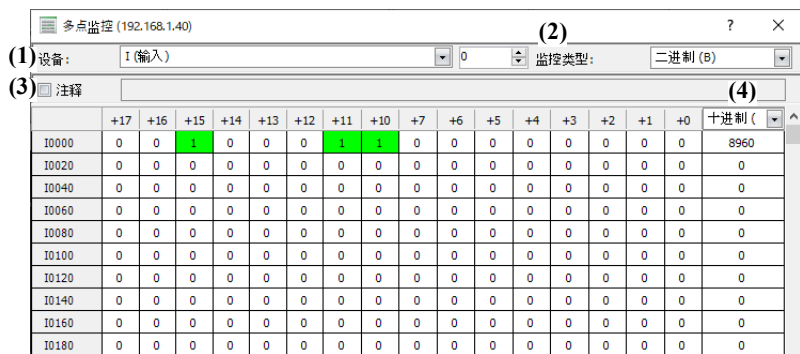 多点监控 (192.168.1.40) ? ×
(1) 设备: I (输入) 0 (2) 监控类型: 二进制 (B)
(3) 注释 (4)
+17 +16 +15 +14 +13 +12 +11 +10 +7 +6 +5 +4 +3 +2 +1 +0 十进制 (
I0000 0 0 1 0 0 0 1 1 0 0 0 0 0 0 0 0 8960
I0020 0 0 0 0 0 0 0 0 0 0 0 0 0 0 0 0 0
I0040 0 0 0 0 0 0 0 0 0 0 0 0 0 0 0 0 0
I0060 0 0 0 0 0 0 0 0 0 0 0 0 0 0 0 0 0
I0080 0 0 0 0 0 0 0 0 0 0 0 0 0 0 0 0 0
I0100 0 0 0 0 0 0 0 0 0 0 0 0 0 0 0 0 0
I0120 0 0 0 0 0 0 0 0 0 0 0 0 0 0 0 0 0
I0140 0 0 0 0 0 0 0 0 0 0 0 0 0 0 0 0 0
I0160 0 0 0 0 0 0 0 0 0 0 0 0 0 0 0 0 0
I0180 0 0 0 0 0 0 0 0 0 0 0 0 0 0 0 0 0